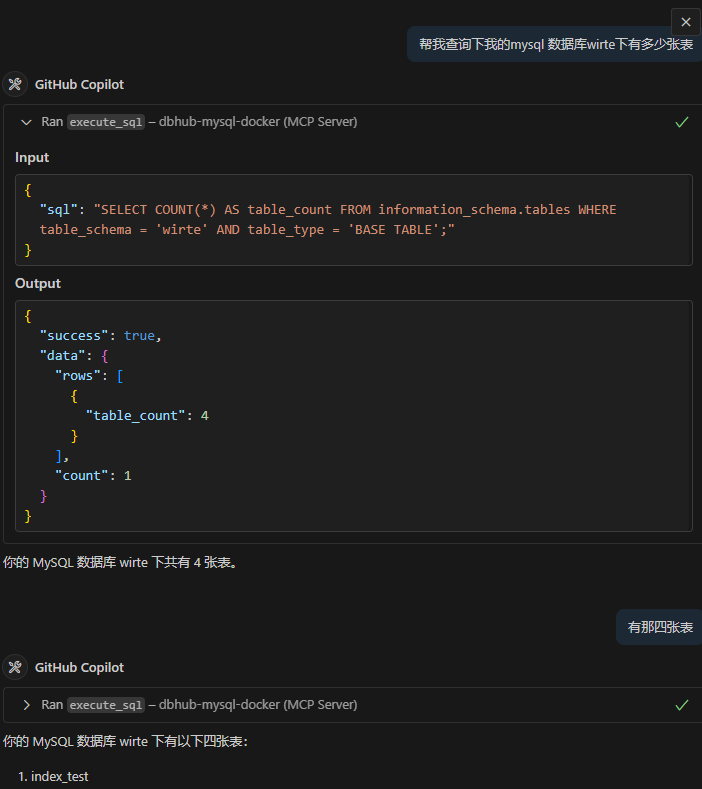 帮我查询下我的mysql 数据库wirte下有多少张表
GitHub Copilot
Ran execute_sql – dbhub-mysql-docker (MCP Server)
Input
{
"sql": "SELECT COUNT(*) AS table_count FROM information_schema.tables WHERE
table_schema = 'wirte' AND table_type = 'BASE TABLE';"
}
Output
{
"success": true,
"data": {
"rows": [
{
"table_count": 4
}
],
"count": 1
}
}
你的 MySQL 数据库 wirte 下共有 4 张表。
有那四张表
GitHub Copilot
Ran execute_sql – dbhub-mysql-docker (MCP Server)
你的 MySQL 数据库 wirte 下有以下四张表：
1. index_test